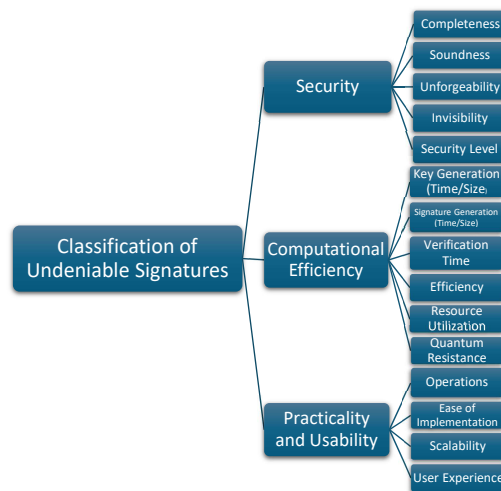 Classification of
Undeniable Signatures
Security
Completeness
Soundness
Unforgeability
Invisibility
Security Level
Computational
Efficiency
Key Generation
(Time/Size)
Signature Generation
(Time/Size)
Verification
Time
Efficiency
Resource
Utilization
Quantum
Resistance
Practicality
and Usability
Operations
Ease of
Implementation
Scalability
User Experience